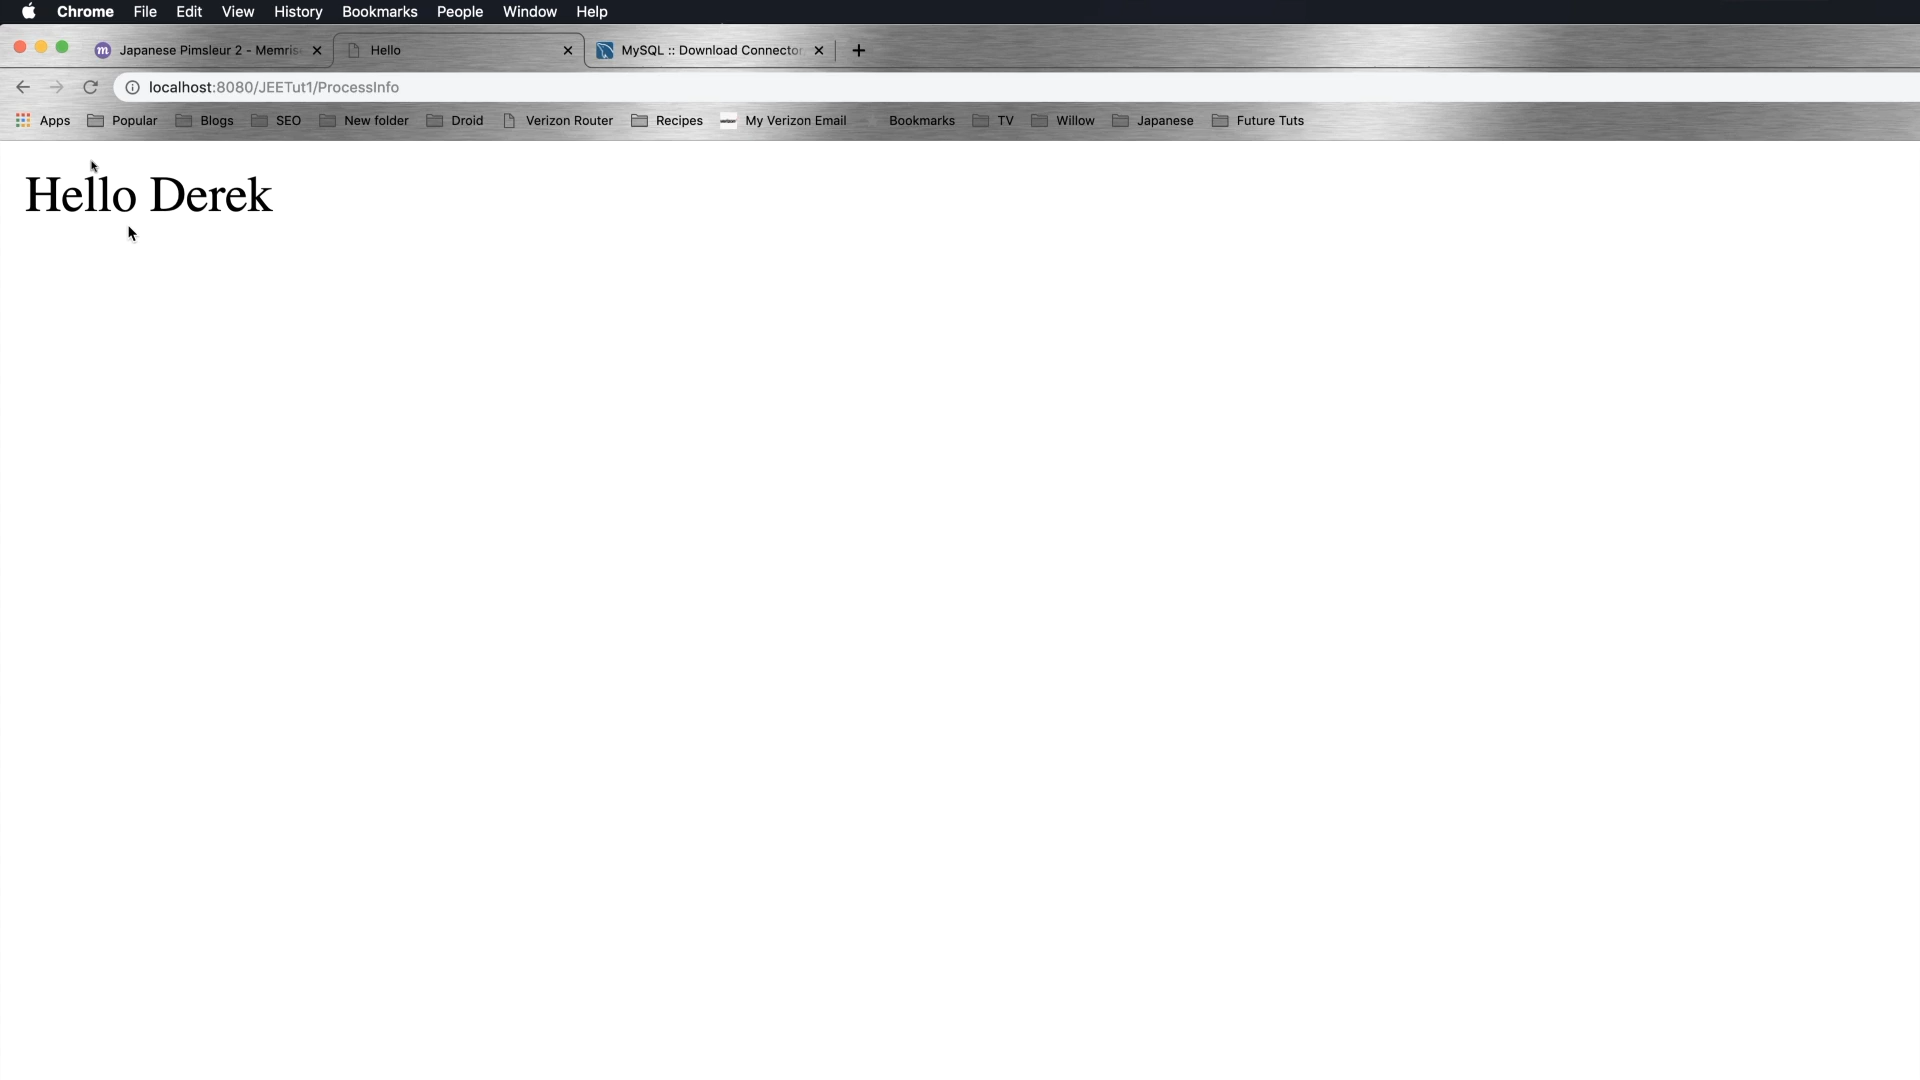 Chrome File Edit View History Bookmarks People Window Help
m Japanese Pimsleur 2 - Memris Hello MySQL :: Download Connector
localhost:8080/JEETut1/ProcessInfo
Apps Popular Blogs SEO New folder Droid Verizon Router Recipes My Verizon Email Bookmarks TV Willow Japanese Future Tuts
Hello Derek